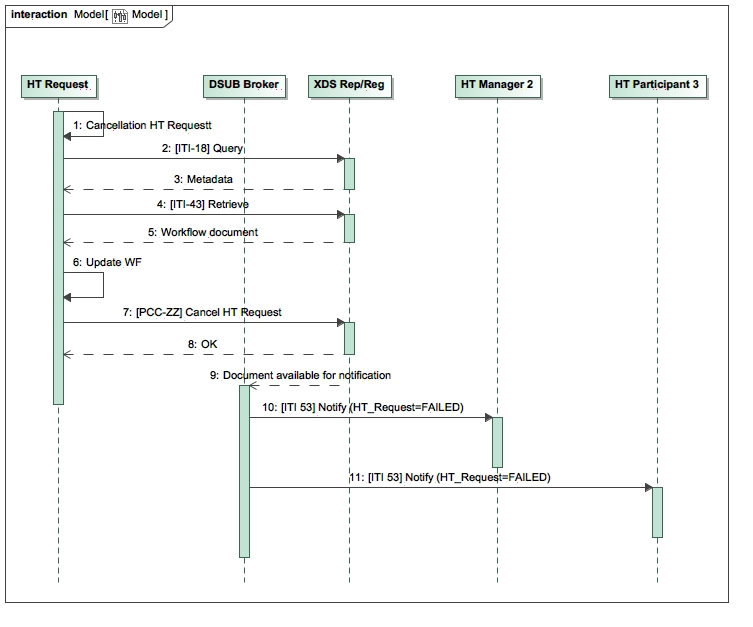 interaction Model[ Model ]
HT Request DSUB Broker XDS Rep/Reg HT Manager 2 HT Participant 3
1: Cancellation HT Requestt
2: [ITI-18] Query
3: Metadata
4: [ITI-43] Retrieve
5: Workflow document
6: Update WF
7: [PCC-ZZ] Cancel HT Request
8: OK
9: Document available for notification
10: [ITI 53] Notify (HT_Request=FAILED)
11: [ITI 53] Notify (HT_Request=FAILED)